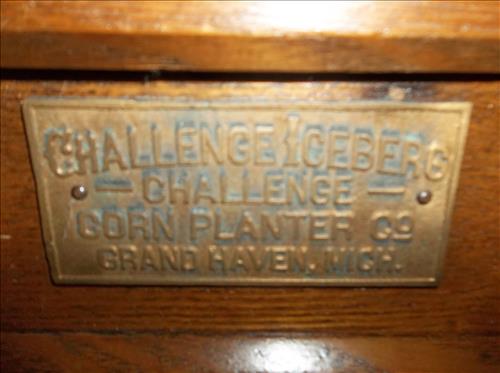 CHALLENGE ICEBERG
— CHALLENGE —
CORN PLANTER CO
GRAND HAVEN, MICH.